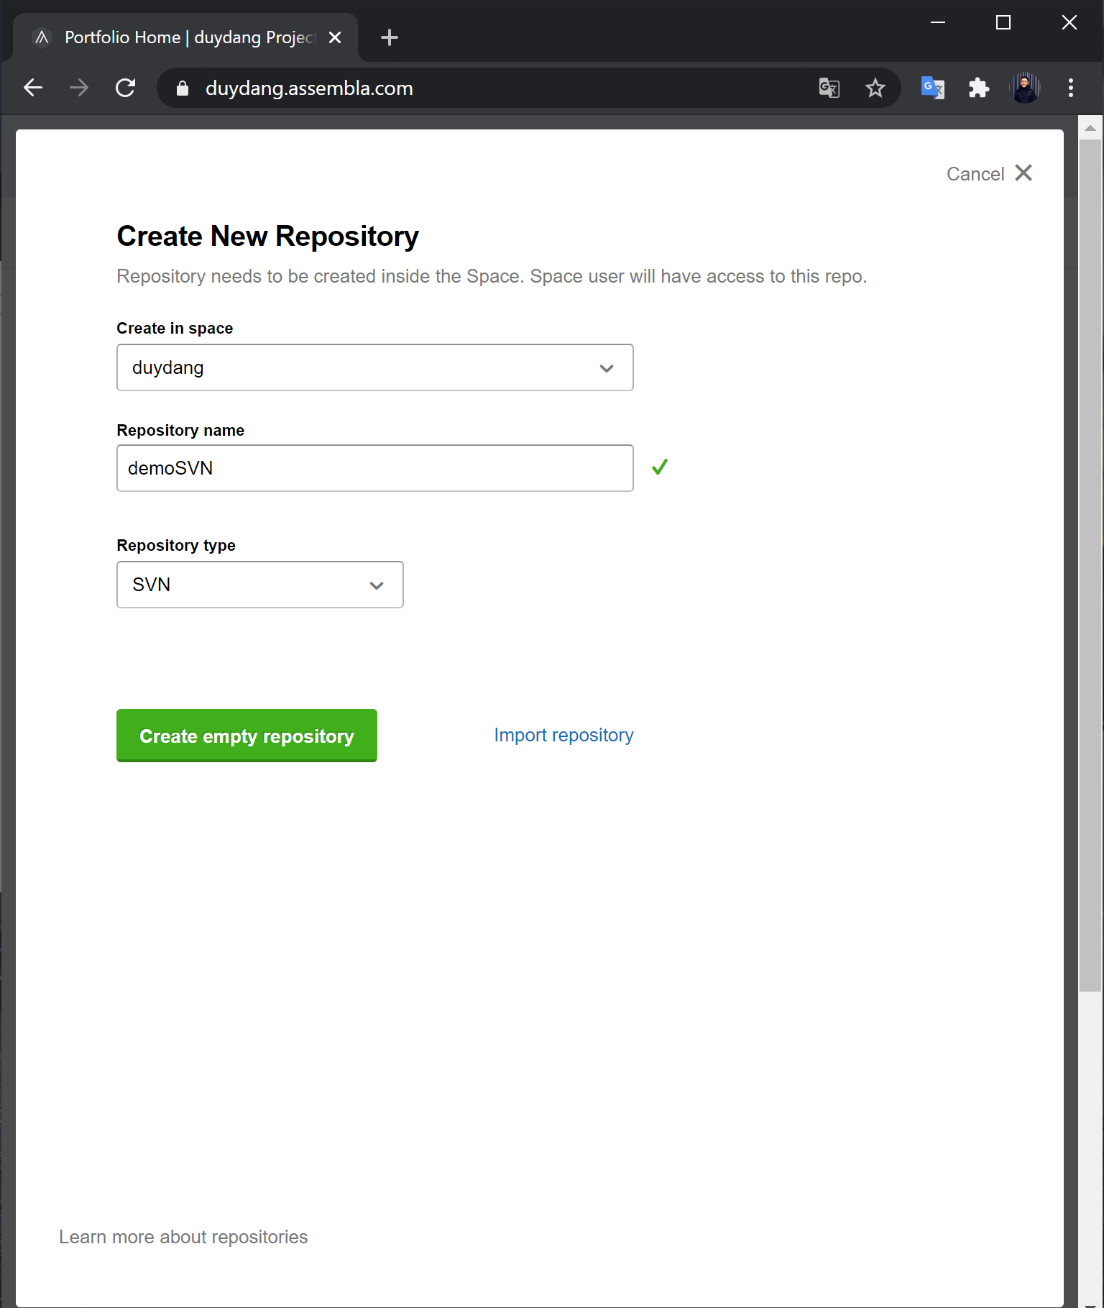 Portfolio Home | duydang Projec
duydang.assembla.com
Cancel
Create New Repository
Repository needs to be created inside the Space. Space user will have access to this repo.
Create in space
duydang
Repository name
demoSVN
Repository type
SVN
Create empty repository
Import repository
Learn more about repositories